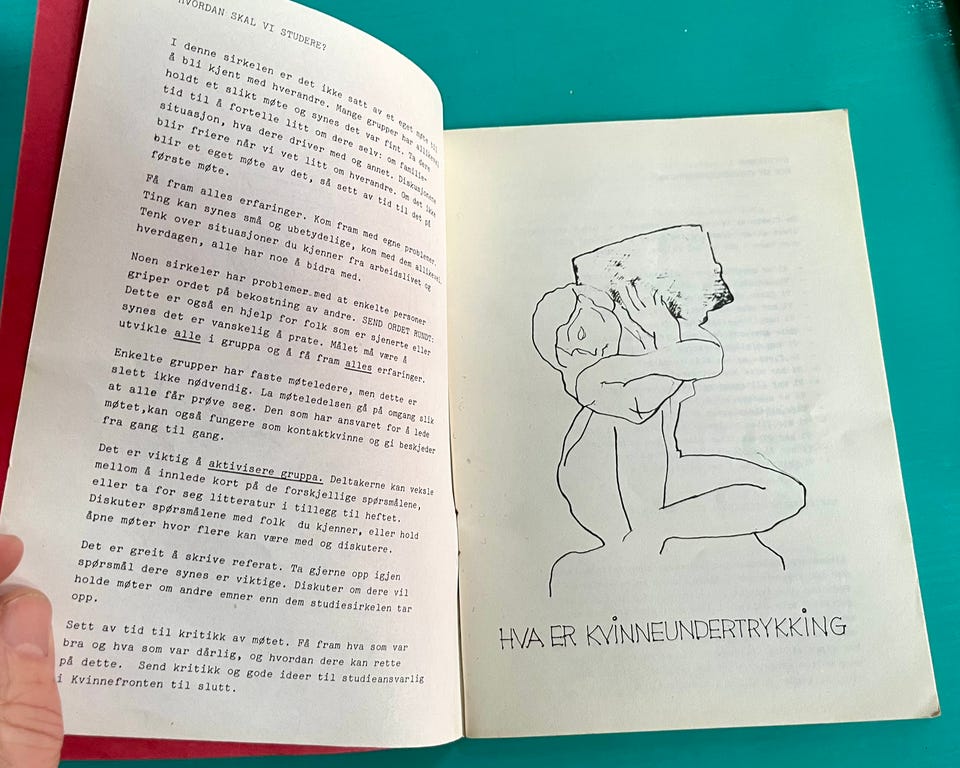 HVORDAN SKAL VI STUDERE?
I denne sirkelen er det ikke satt av et eget møte til
å bli kjent med hverandre. Mange grupper har allikevel
holdt et slikt møte og synes det var fint. Ta dere
tid til å fortelle litt om dere selv: om familie-
situasjon, hva dere driver med og annet. Diskusjonene
blir friere når vi vet litt om hverandre. Om det ikke
blir et eget møte av det, så sett av tid til det på
første møte.
Få fram alles erfaringer. Kom fram med egne problemer.
Ting kan synes små og ubetydelige, kom med dem allikevel.
Tenk over situasjoner du kjenner fra arbeidslivet og
hverdagen, alle har noe å bidra med.
Noen sirkeler har problemer med at enkelte personer
griper ordet på bekostning av andre. SEND ORDET RUNDT:
Dette er også en hjelp for folk som er sjenerte eller
synes det er vanskelig å prate. Målet må være å
utvikle alle i gruppa og å få fram alles erfaringer.
Enkelte grupper har faste møteledere, men dette er
slett ikke nødvendig. La møteledelsen gå på omgang slik
at alle får prøve seg. Den som har ansvaret for å lede
møtet,kan også fungere som kontaktkvinne og gi beskjeder
fra gang til gang.
Det er viktig å aktivisere gruppa. Deltakerne kan veksle
mellom å innlede kort på de forskjellige spørsmålene,
eller ta for seg litteratur i tillegg til heftet.
Diskuter spørsmålene med folk du kjenner, eller hold
åpne møter hvor flere kan være med og diskutere.
Det er greit å skrive referat. Ta gjerne opp igjen
spørsmål dere synes er viktige. Diskuter om dere vil
holde møter om andre emner enn dem studiesirkelen tar
opp.
Sett av tid til kritikk av møtet. Få fram hva som var
bra og hva som var dårlig, og hvordan dere kan rette
på dette. Send kritikk og gode ideer til studieansvarlig
i Kvinnefronten til slutt.
HVA ER KVINNEUNDERTRYKKING